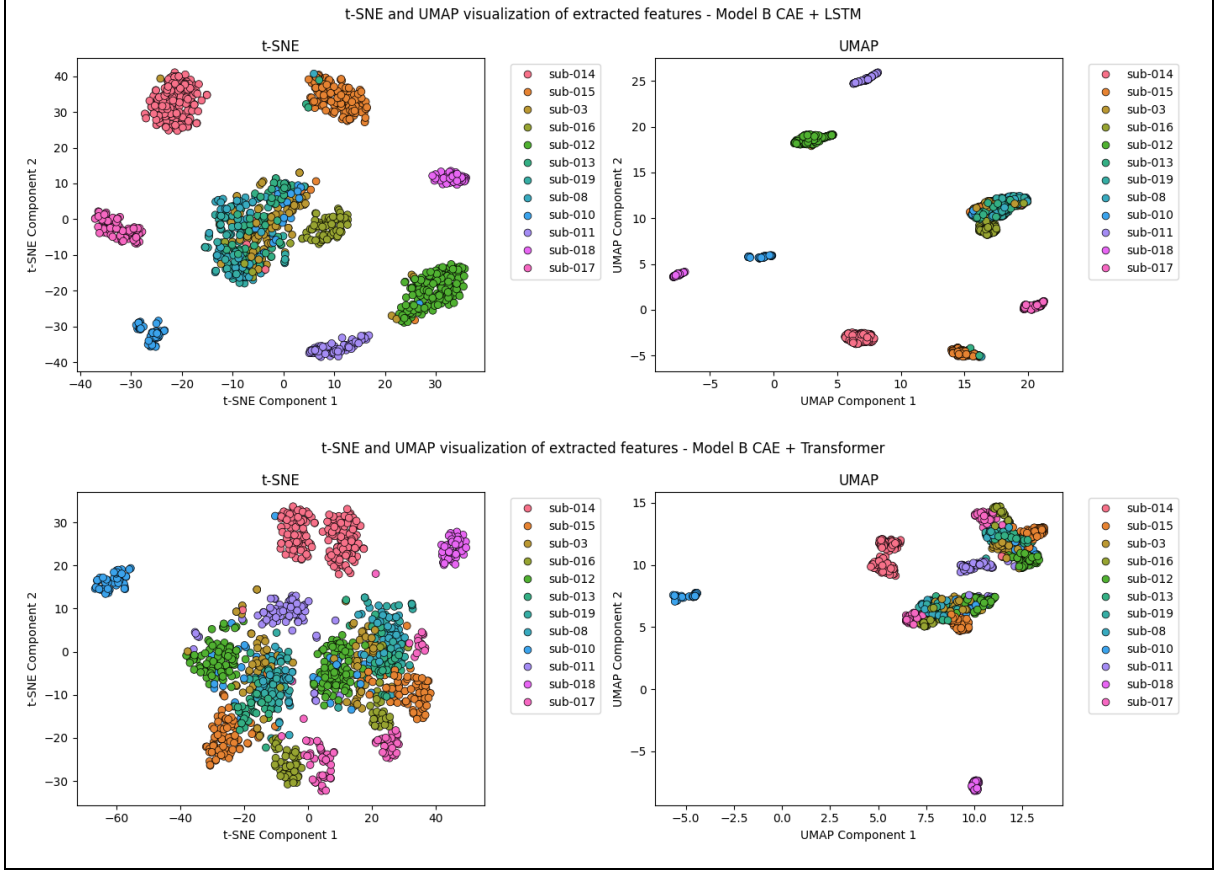 t-SNE and UMAP visualization of extracted features - Model B CAE + LSTM
t-SNE
40
30
20
10
0
−10
−20
−30
−40
t-SNE Component 2
−40
−30
−20
−10
0
10
20
30
t-SNE Component 1
sub-014
sub-015
sub-3
sub-016
sub-012
sub-013
sub-019
sub-08
sub-010
sub-011
sub-018
sub-017
UMAP
25
20
15
10
5
0
−5
UMAP Component 2
−5
0
5
10
15
20
UMAP Component 1
sub-014
sub-015
sub-3
sub-016
sub-012
sub-013
sub-019
sub-08
sub-010
sub-011
sub-018
sub-017
t-SNE and UMAP visualization of extracted features - Model B CAE + Transformer
t-SNE
30
20
10
0
−10
−20
−30
t-SNE Component 2
−60
−40
−20
0
20
40
t-SNE Component 1
sub-014
sub-015
sub-3
sub-016
sub-012
sub-013
sub-019
sub-08
sub-010
sub-011
sub-018
sub-017
UMAP
15
10
5
0
−5
UMAP Component 2
−5.0
−2.5
0.0
2.5
5.0
7.5
10.0
12.5
UMAP Component 1
sub-014
sub-015
sub-3
sub-016
sub-012
sub-013
sub-019
sub-08
sub-010
sub-011
sub-018
sub-017